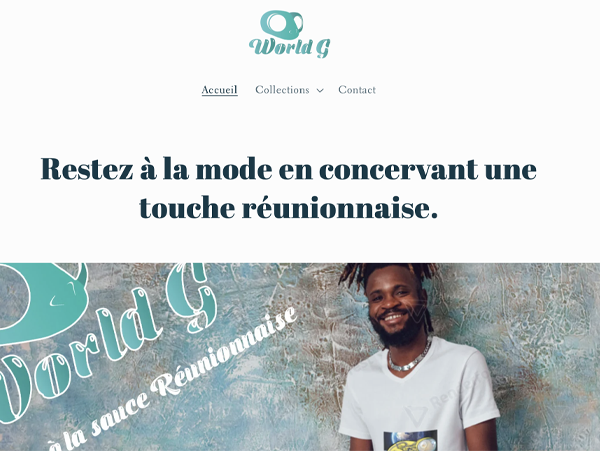 World G
Accueil Collections Contact
Restez à la mode en concervant une
touche réunionnaise.
World G
à la sauce Réunionnaise